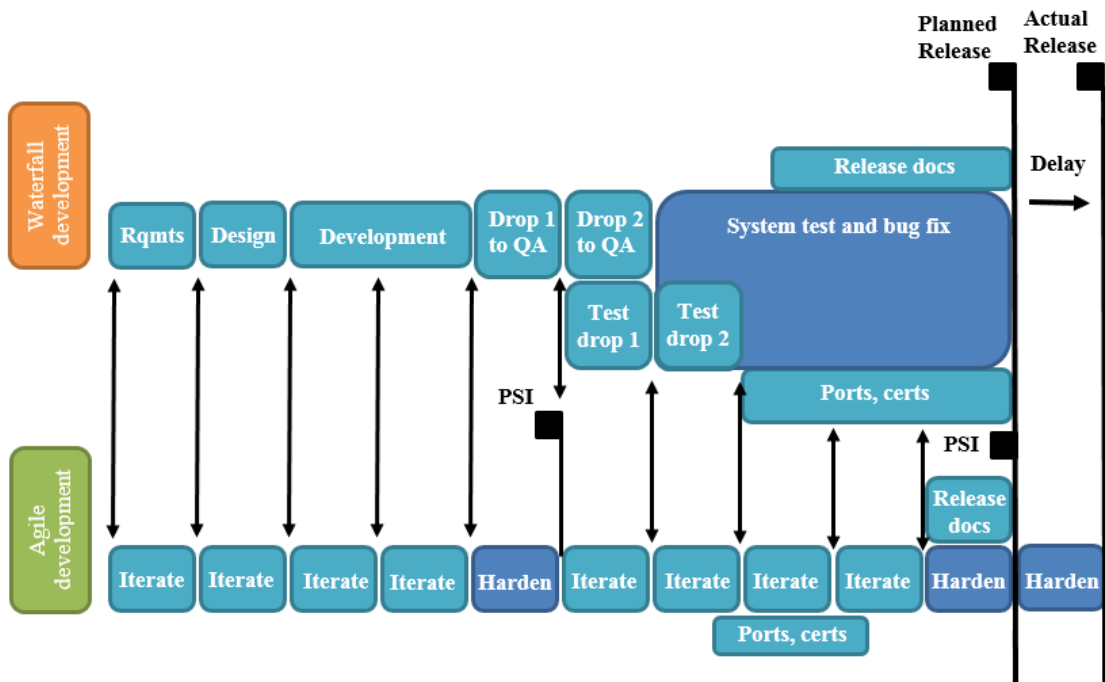 Planned
Release
Actual
Release
Waterfall
development
Release docs
Delay
Rqmts
Design
Development
Drop 1
to QA
Drop 2
to QA
System test and bug fix
Test
drop 1
Test
drop 2
Ports, certs
PSI
PSI
Agile
development
Release
docs
Iterate
Iterate
Iterate
Iterate
Harden
Iterate
Iterate
Iterate
Iterate
Harden
Harden
Ports, certs